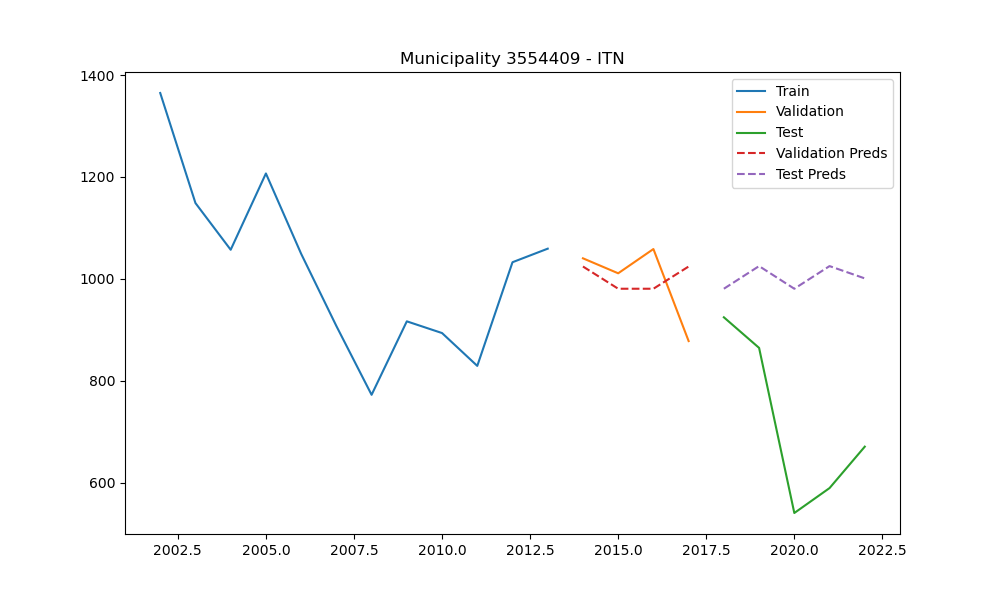 Municipality 3554409 - ITN
1400
1200
1000
800
600
Train
Validation
Test
Validation Preds
Test Preds
2002.5 2005.0 2007.5 2010.0 2012.5 2015.0 2017.5 2020.0 2022.5